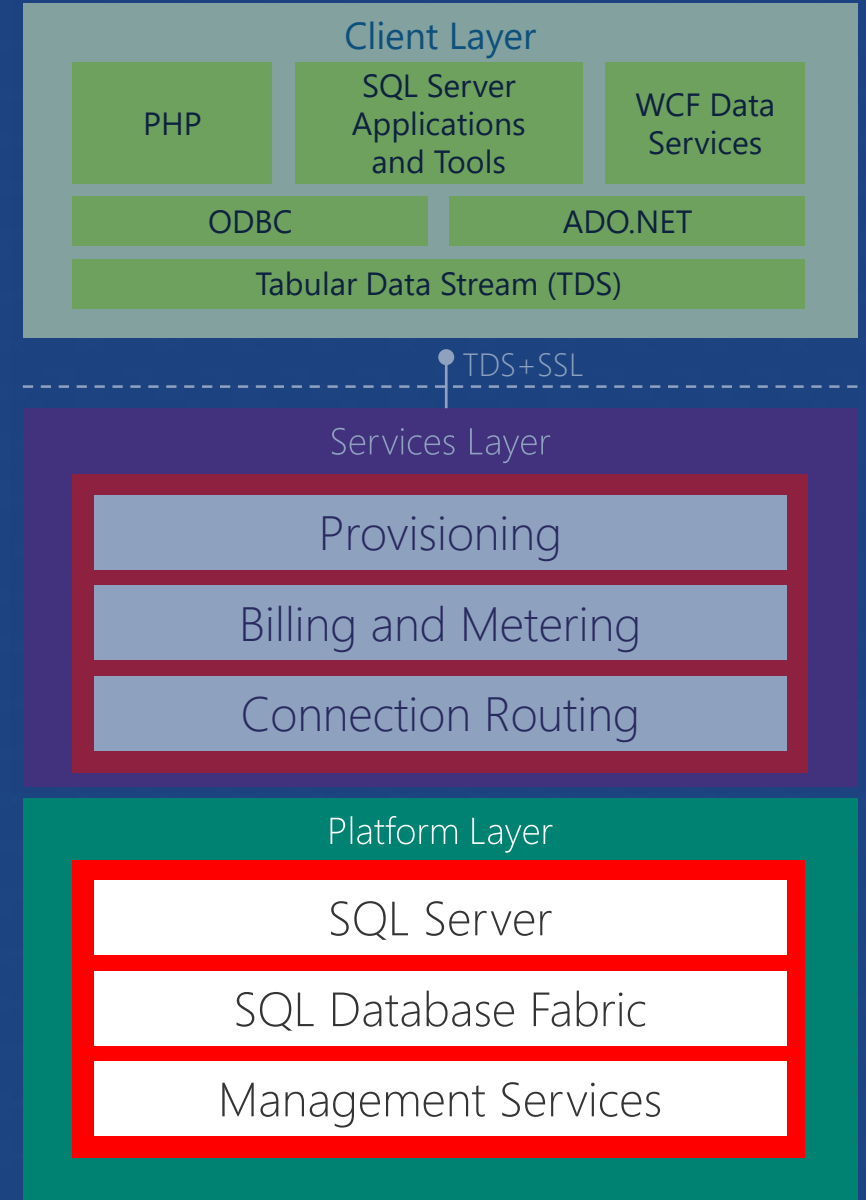 Client Layer
PHP
SQL Server
Applications
and Tools
WCF Data
Services
ODBC
ADO.NET
Tabular Data Stream (TDS)
TDS+SSL
Services Layer
Provisioning
Billing and Metering
Connection Routing
Platform Layer
SQL Server
SQL Database Fabric
Management Services